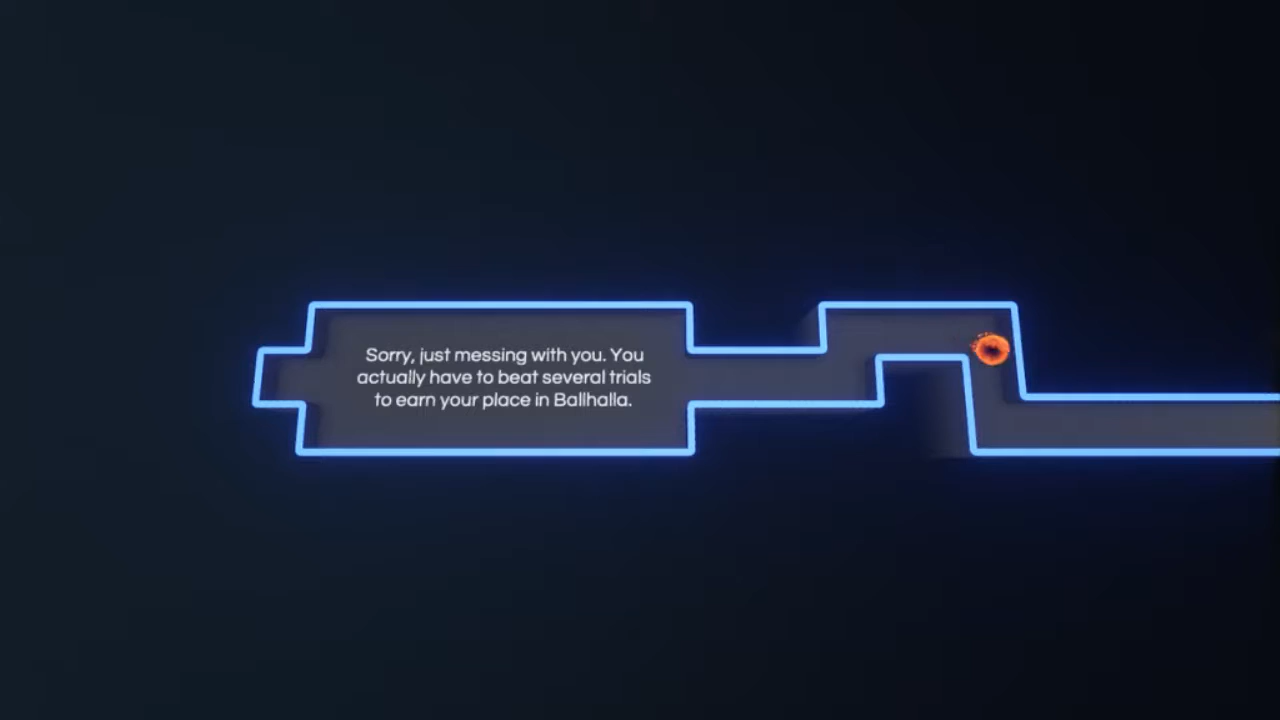 Sorry, just messing with you. You
actually have to beat several trials
to earn your place in Ballhalla.